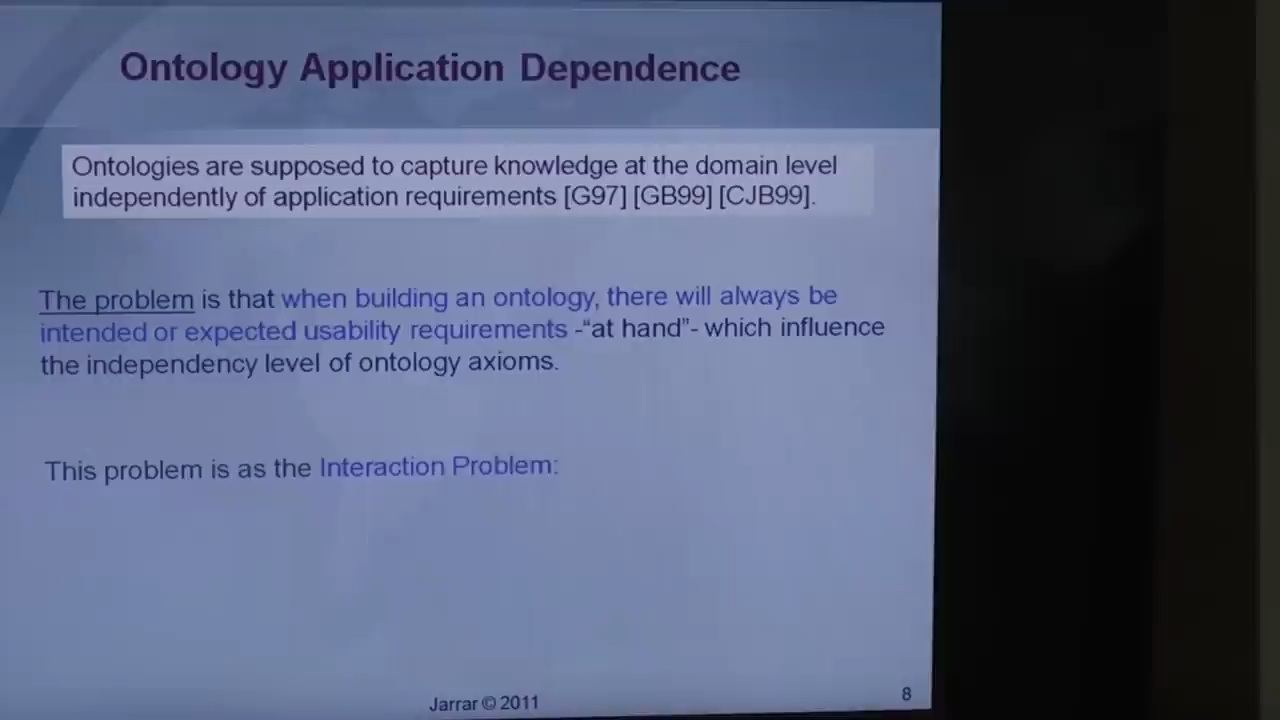 Ontology Application Dependence
Ontologies are supposed to capture knowledge at the domain level
independently of application requirements [G97] [GB99] [CJB99].
The problem is that when building an ontology, there will always be
intended or expected usability requirements -“at hand”- which influence
the independency level of ontology axioms.
This problem is as the Interaction Problem:
Jarrar © 2011
8